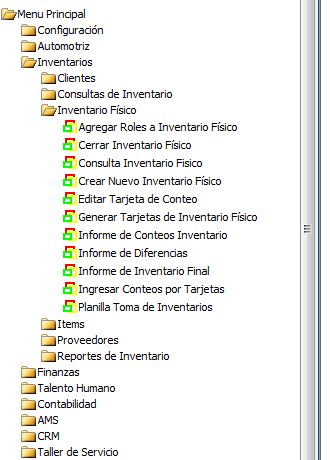 Menu Principal
Configuración
Automotriz
Inventarios
Clientes
Consultas de Inventario
Inventario Físico
Agregar Roles a Inventario Físico
Cerrar Inventario Físico
Consulta Inventario Fisico
Crear Nuevo Inventario Físico
Editar Tarjeta de Conteo
Generar Tarjetas de Inventario Físico
Informe de Conteos Inventario
Informe de Diferencias
Informe de Inventario Final
Ingresar Conteos por Tarjetas
Planilla Toma de Inventarios
Items
Proveedores
Reportes de Inventario
Finanzas
Talento Humano
Contabilidad
AMS
CRM
Taller de Servicio